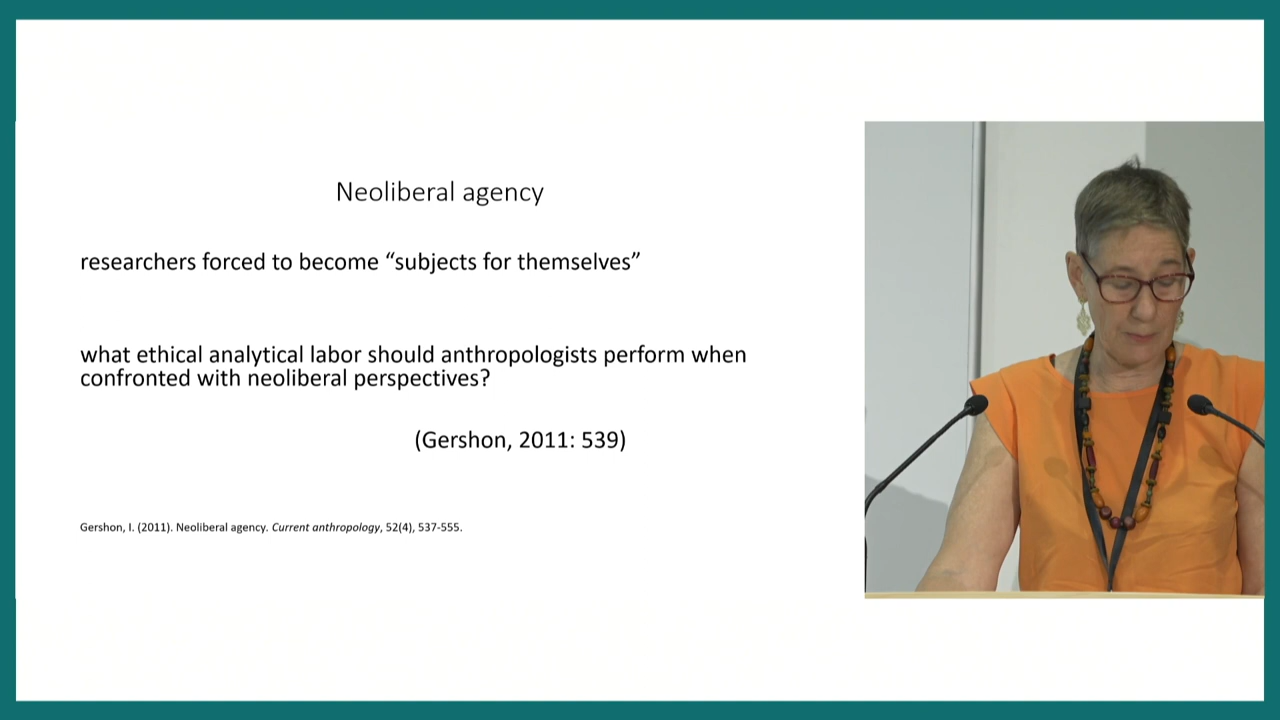 Neoliberal agency
researchers forced to become “subjects for themselves”
what ethical analytical labor should anthropologists perform when
confronted with neoliberal perspectives?
(Gershon, 2011: 539)
Gershon, I. (2011). Neoliberal agency. Current anthropology, 52(4), 537-555.